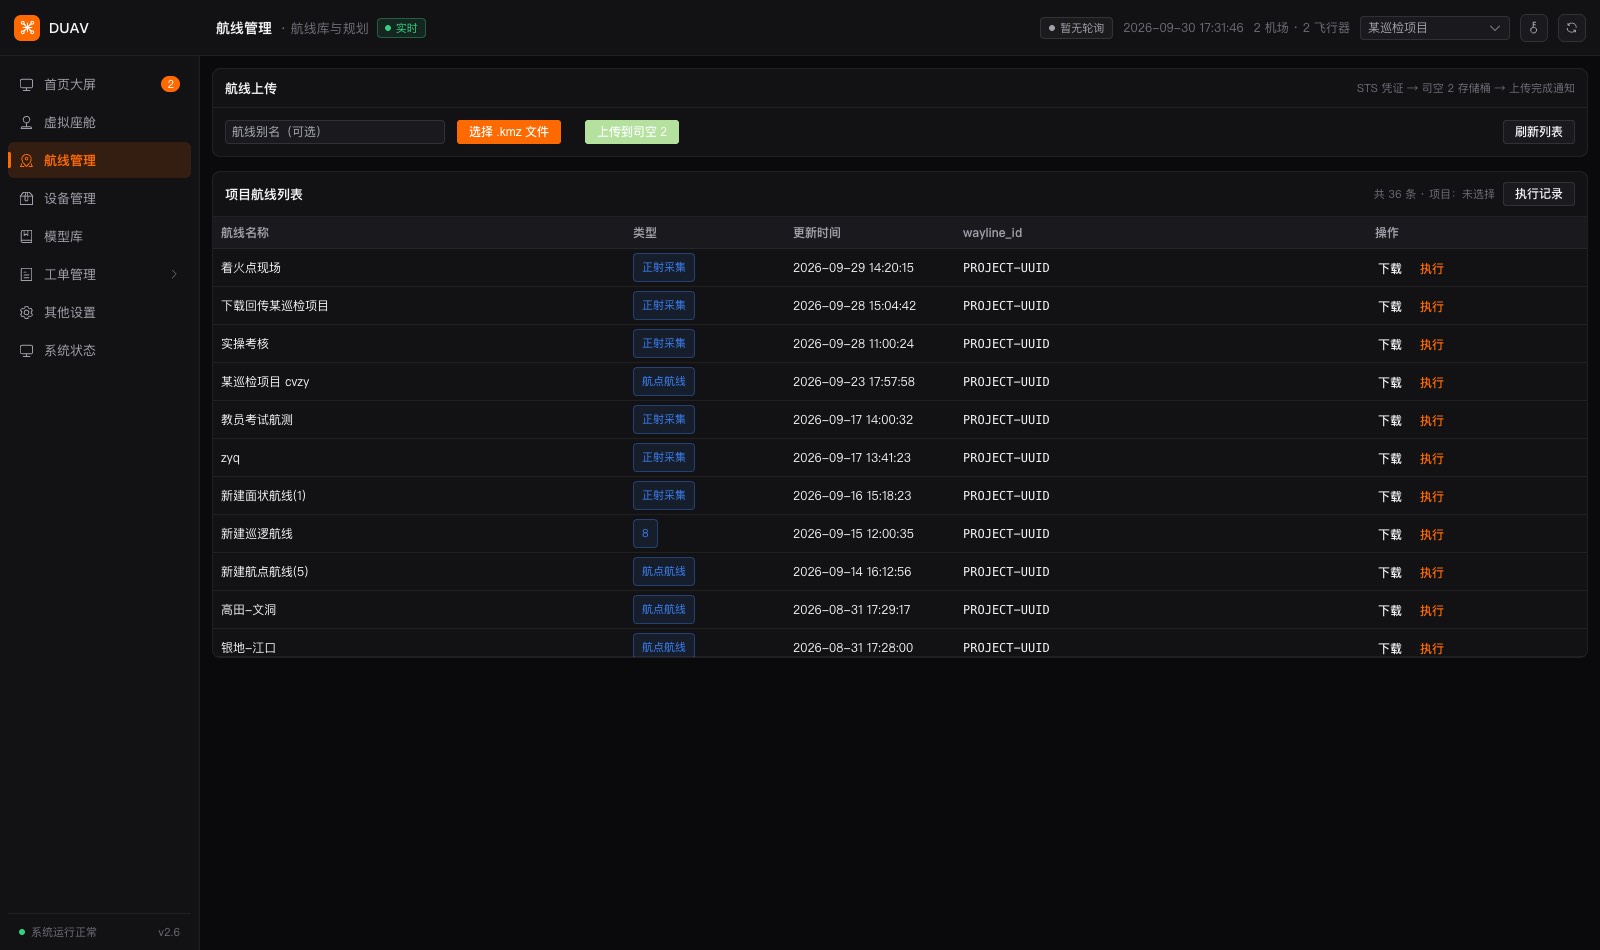 DUAV
航线管理 · 航线库与规划 实时 暂无轮询 2026-09-30 17:31:46 2 机场 · 2 飞行器 某巡检项目
首页大屏 2
虚拟座舱
航线管理
设备管理
模型库
工单管理
其他设置
系统状态
系统运行正常 v2.6
航线上传 STS 凭证 → 司空 2 存储桶 → 上传完成通知
航线别名（可选） 选择 .kmz 文件 上传到司空 2 刷新列表
项目航线列表 共 36 条 · 项目：未选择 执行记录
航线名称 类型 更新时间 wayline_id 操作
着火点现场 正射采集 2026-09-29 14:20:15 PROJECT-UUID 下载 执行
下载回传某巡检项目 正射采集 2026-09-28 15:04:42 PROJECT-UUID 下载 执行
实操考核 正射采集 2026-09-28 11:00:24 PROJECT-UUID 下载 执行
某巡检项目 cvzy 航点航线 2026-09-23 17:57:58 PROJECT-UUID 下载 执行
教员考试航测 正射采集 2026-09-17 14:00:32 PROJECT-UUID 下载 执行
zyq 正射采集 2026-09-17 13:41:23 PROJECT-UUID 下载 执行
新建面状航线(1) 正射采集 2026-09-16 15:18:23 PROJECT-UUID 下载 执行
新建巡逻航线 8 2026-09-15 12:00:35 PROJECT-UUID 下载 执行
新建航点航线(5) 航点航线 2026-09-14 16:12:56 PROJECT-UUID 下载 执行
高田-文洞 航点航线 2026-08-31 17:29:17 PROJECT-UUID 下载 执行
银地-江口 航点航线 2026-08-31 17:28:00 PROJECT-UUID 下载 执行